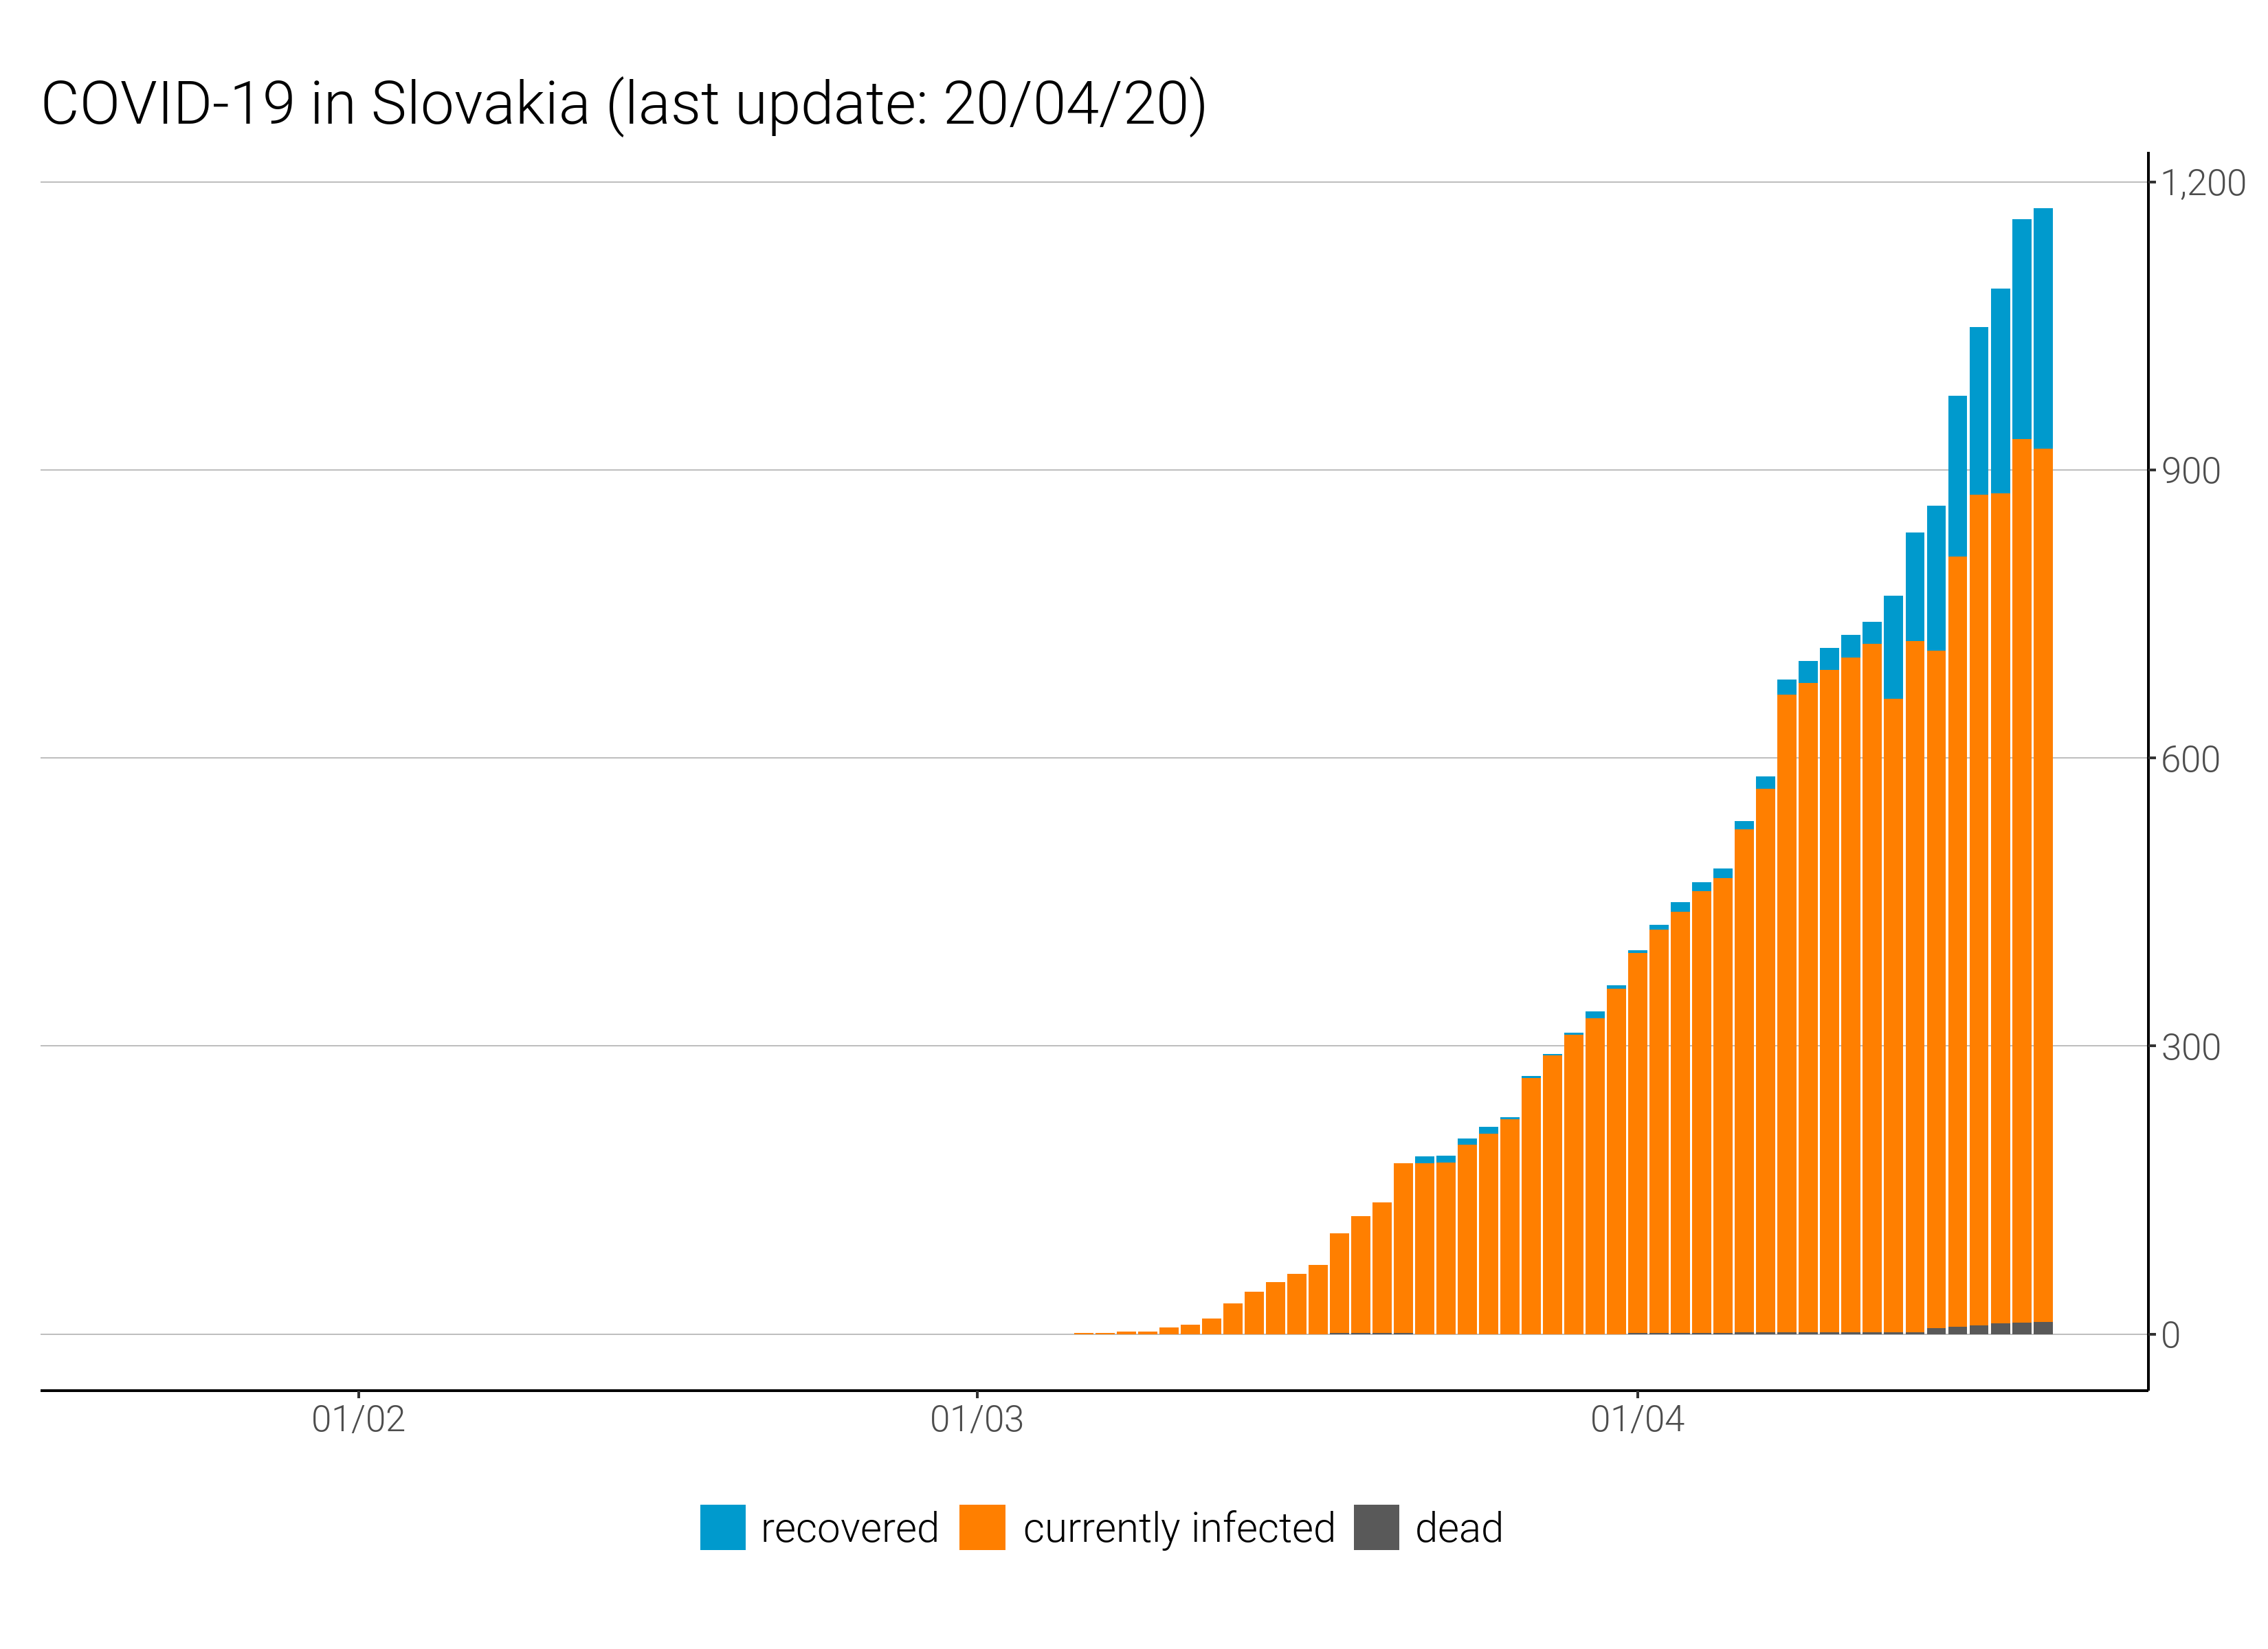 COVID-19 in Slovakia (last update: 20/04/20)
1,200
900
600
300
0
01/02 01/03 01/04
recovered currently infected dead